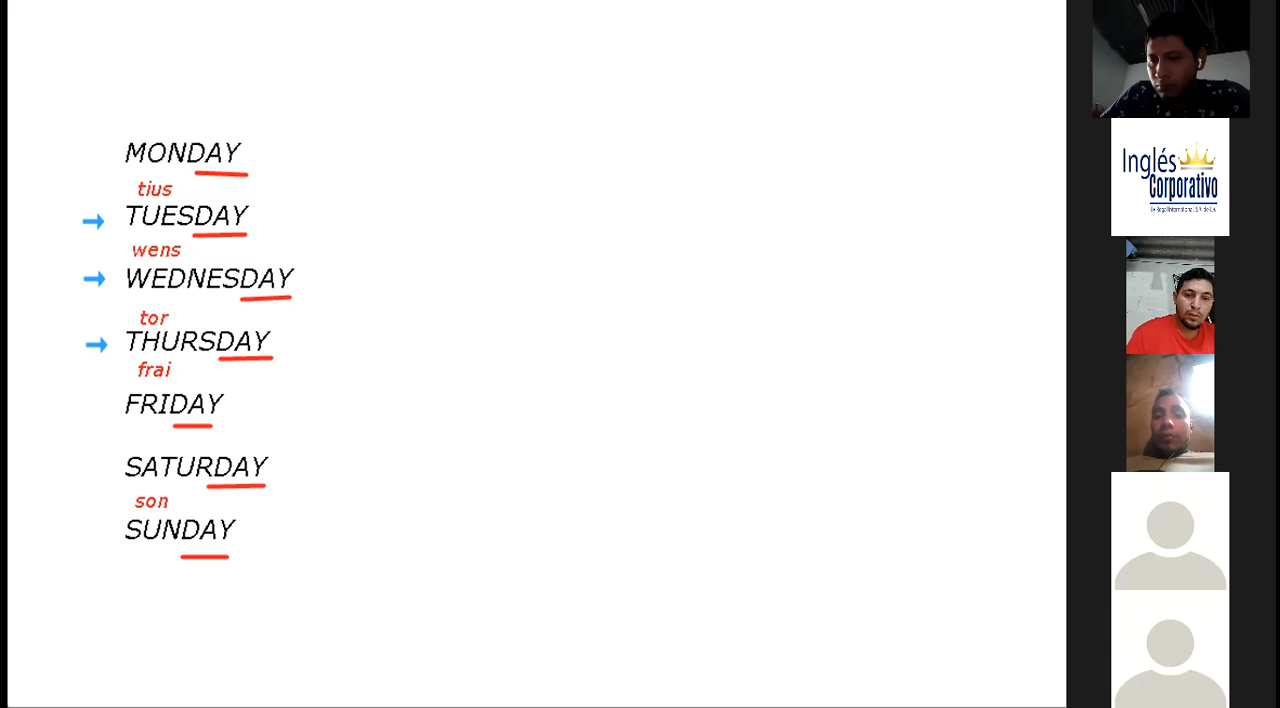 MONDAY
tius
TUESDAY
wens
WEDNESDAY
tor
THURSDAY
frai
FRIDAY
SATURDAY
son
SUNDAY
Inglés
Corporativo